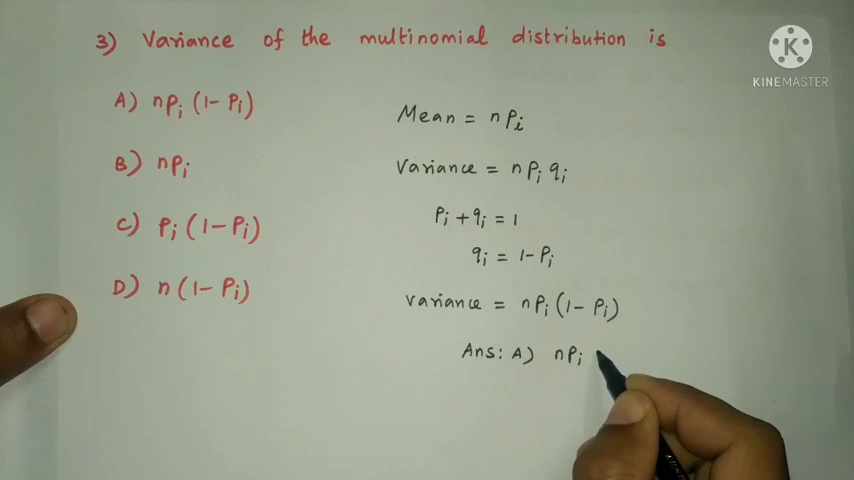 3) Variance of the multinomial distribution is
A) npᵢ (1 - pᵢ)
B) npᵢ
C) pᵢ (1 - pᵢ)
D) n (1 - pᵢ)
Mean = npᵢ
Variance = npᵢ qᵢ
pᵢ + qᵢ = 1
qᵢ = 1 - pᵢ
Variance = npᵢ (1 - pᵢ)
Ans: A) npᵢ
K
KINEMASTER